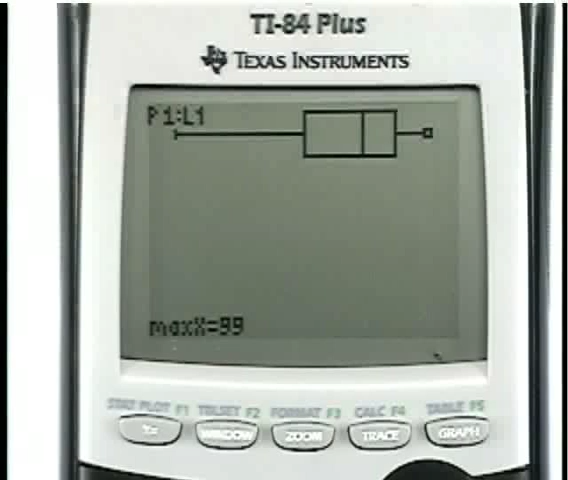 TI-84 Plus
TEXAS INSTRUMENTS
P1:L1
maxX=99
STAT PLOT F1 TBLSET F2 FORMAT F3 CALC F4 TABLE F5
Y= WINDOW ZOOM TRACE GRAPH